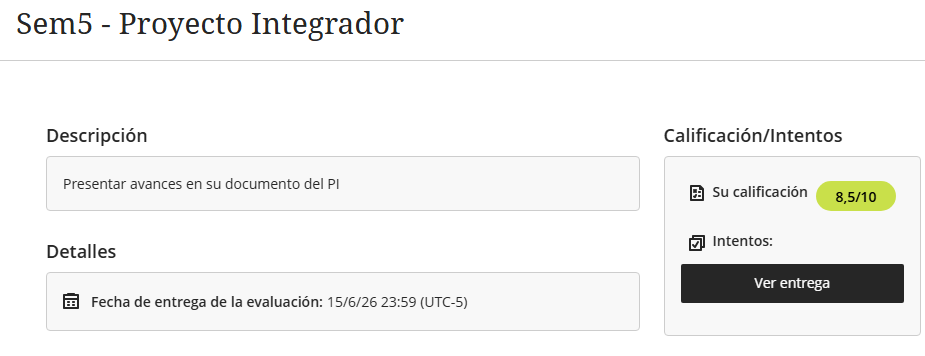 Sem5 - Proyecto Integrador
Descripción
Presentar avances en su documento del PI
Detalles
Fecha de entrega de la evaluación: 15/6/26 23:59 (UTC-5)
Calificación/Intentos
Su calificación 8,5/10
Intentos:
Ver entrega